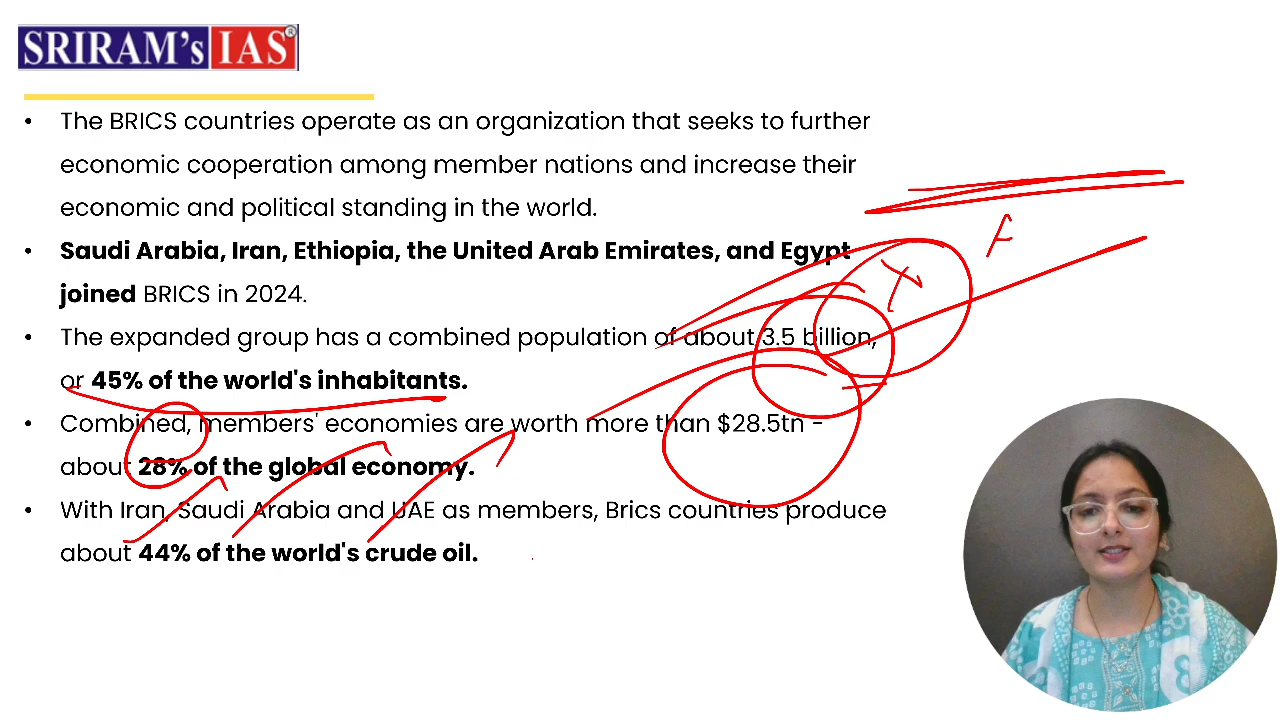 SRIRAM's IAS®
• The BRICS countries operate as an organization that seeks to further
economic cooperation among member nations and increase their
economic and political standing in the world.
• Saudi Arabia, Iran, Ethiopia, the United Arab Emirates, and Egypt
joined BRICS in 2024.
• The expanded group has a combined population of about 3.5 billion,
or 45% of the world's inhabitants.
• Combined, members' economies are worth more than $28.5tn -
about 28% of the global economy.
• With Iran, Saudi Arabia and UAE as members, Brics countries produce
about 44% of the world's crude oil.